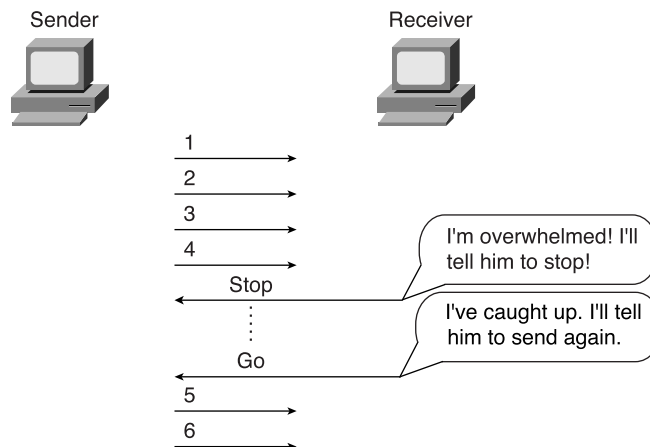 Sender
Receiver
1
2
3
4
I'm overwhelmed! I'll
tell him to stop!
Stop
I've caught up. I'll tell
him to send again.
Go
5
6